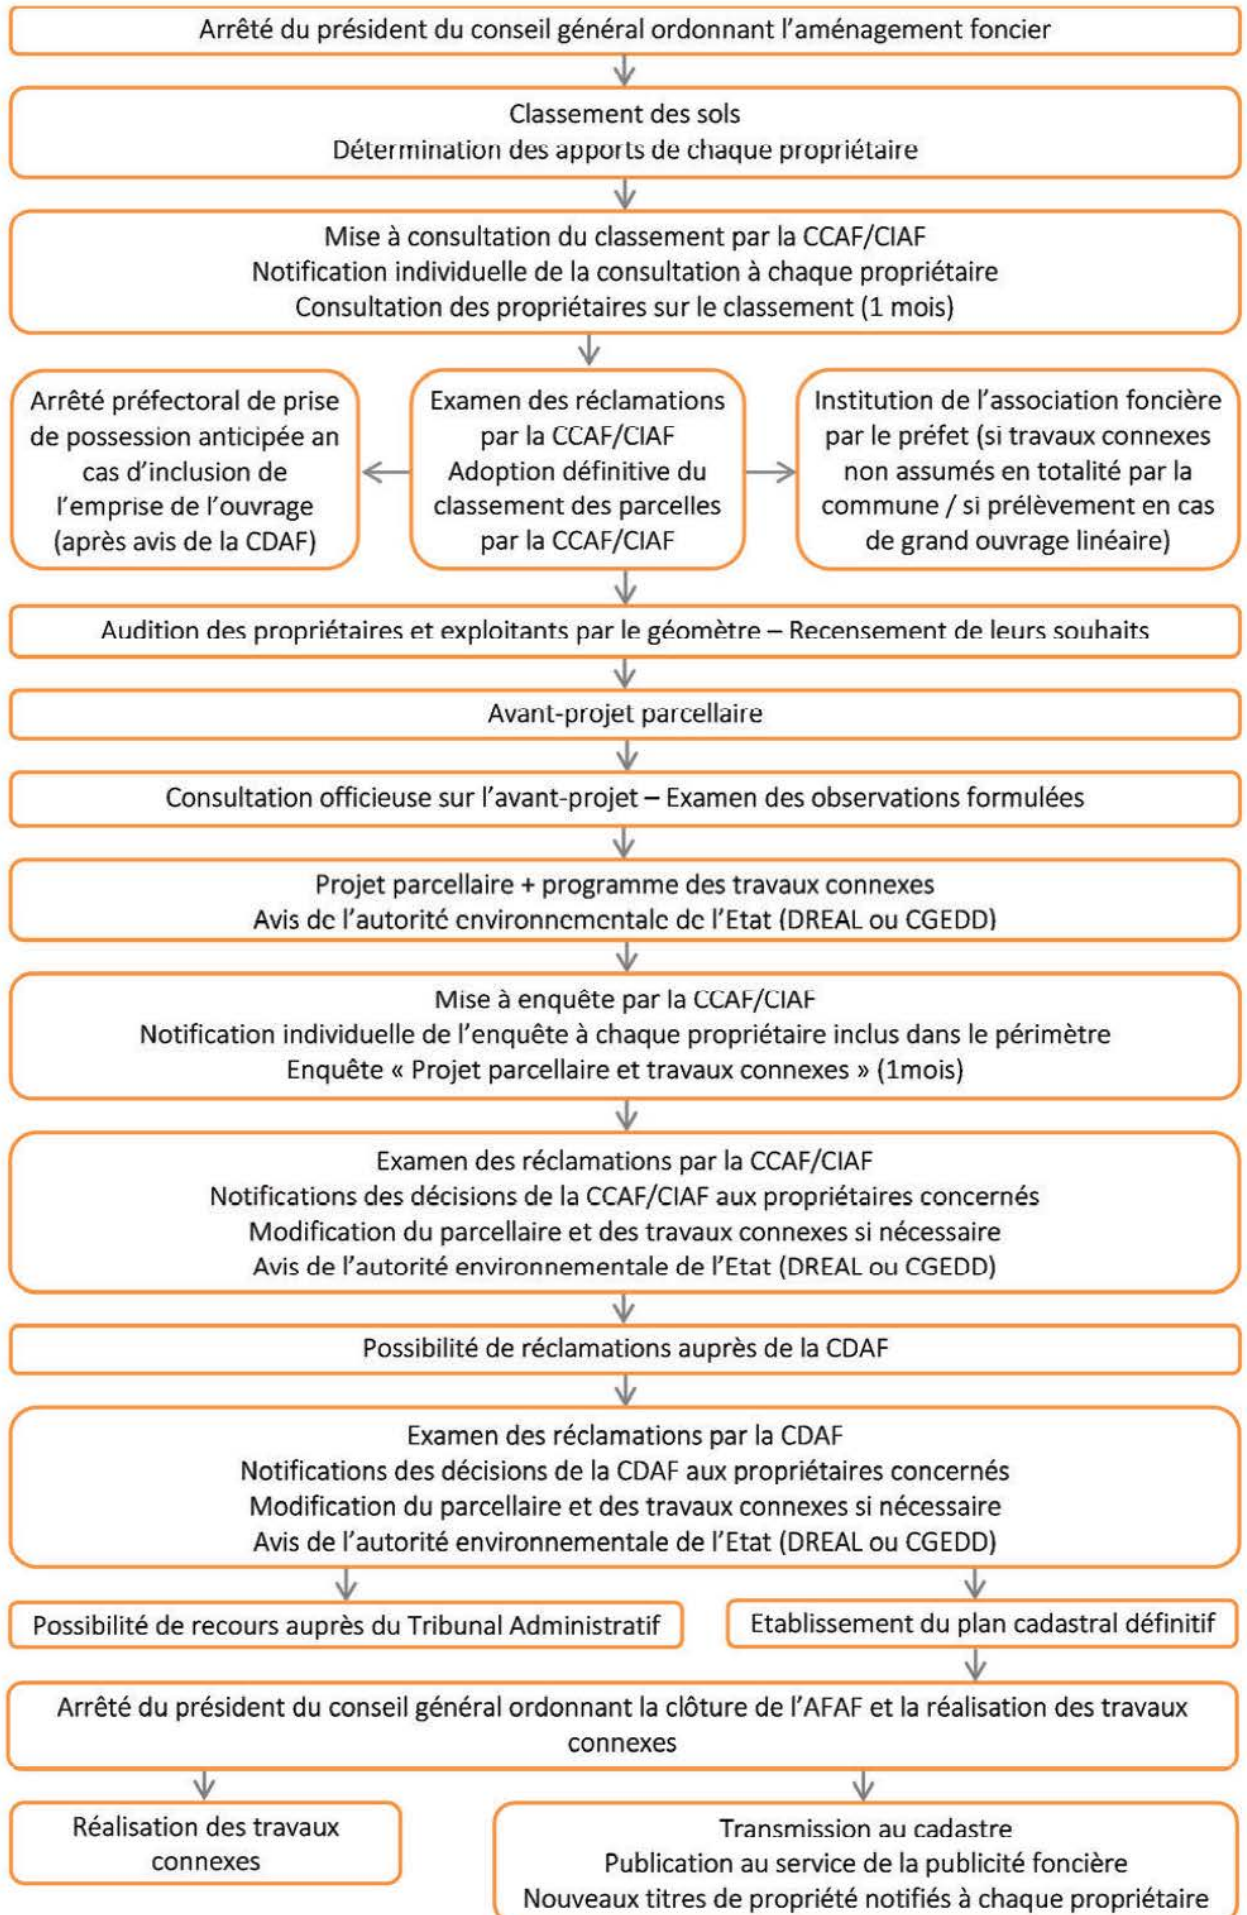 Arrêté du président du conseil général ordonnant l'aménagement foncier
Classement des sols
Détermination des apports de chaque propriétaire
Mise à consultation du classement par la CCAF/CIAF
Notification individuelle de la consultation à chaque propriétaire
Consultation des propriétaires sur le classement (1 mois)
Arrêté préfectoral de prise
de possession anticipée an
cas d'inclusion de
l'emprise de l'ouvrage
(après avis de la CDAF)
Examen des réclamations
par la CCAF/CIAF
Adoption définitive du
classement des parcelles
par la CCAF/CIAF
Institution de l'association foncière
par le préfet (si travaux connexes
non assumés en totalité par la
commune / si prélèvement en cas
de grand ouvrage linéaire)
Audition des propriétaires et exploitants par le géomètre – Recensement de leurs souhaits
Avant-projet parcellaire
Consultation officieuse sur l'avant-projet – Examen des observations formulées
Projet parcellaire + programme des travaux connexes
Avis de l'autorité environnementale de l'Etat (DREAL ou CGEDD)
Mise à enquête par la CCAF/CIAF
Notification individuelle de l'enquête à chaque propriétaire inclus dans le périmètre
Enquête « Projet parcellaire et travaux connexes » (1mois)
Examen des réclamations par la CCAF/CIAF
Notifications des décisions de la CCAF/CIAF aux propriétaires concernés
Modification du parcellaire et des travaux connexes si nécessaire
Avis de l'autorité environnementale de l'Etat (DREAL ou CGEDD)
Possibilité de réclamations auprès de la CDAF
Examen des réclamations par la CDAF
Notifications des décisions de la CDAF aux propriétaires concernés
Modification du parcellaire et des travaux connexes si nécessaire
Avis de l'autorité environnementale de l'Etat (DREAL ou CGEDD)
Possibilité de recours auprès du Tribunal Administratif
Etablissement du plan cadastral définitif
Arrêté du président du conseil général ordonnant la clôture de l'AFAF et la réalisation des travaux
connexes
Réalisation des travaux
connexes
Transmission au cadastre
Publication au service de la publicité foncière
Nouveaux titres de propriété notifiés à chaque propriétaire